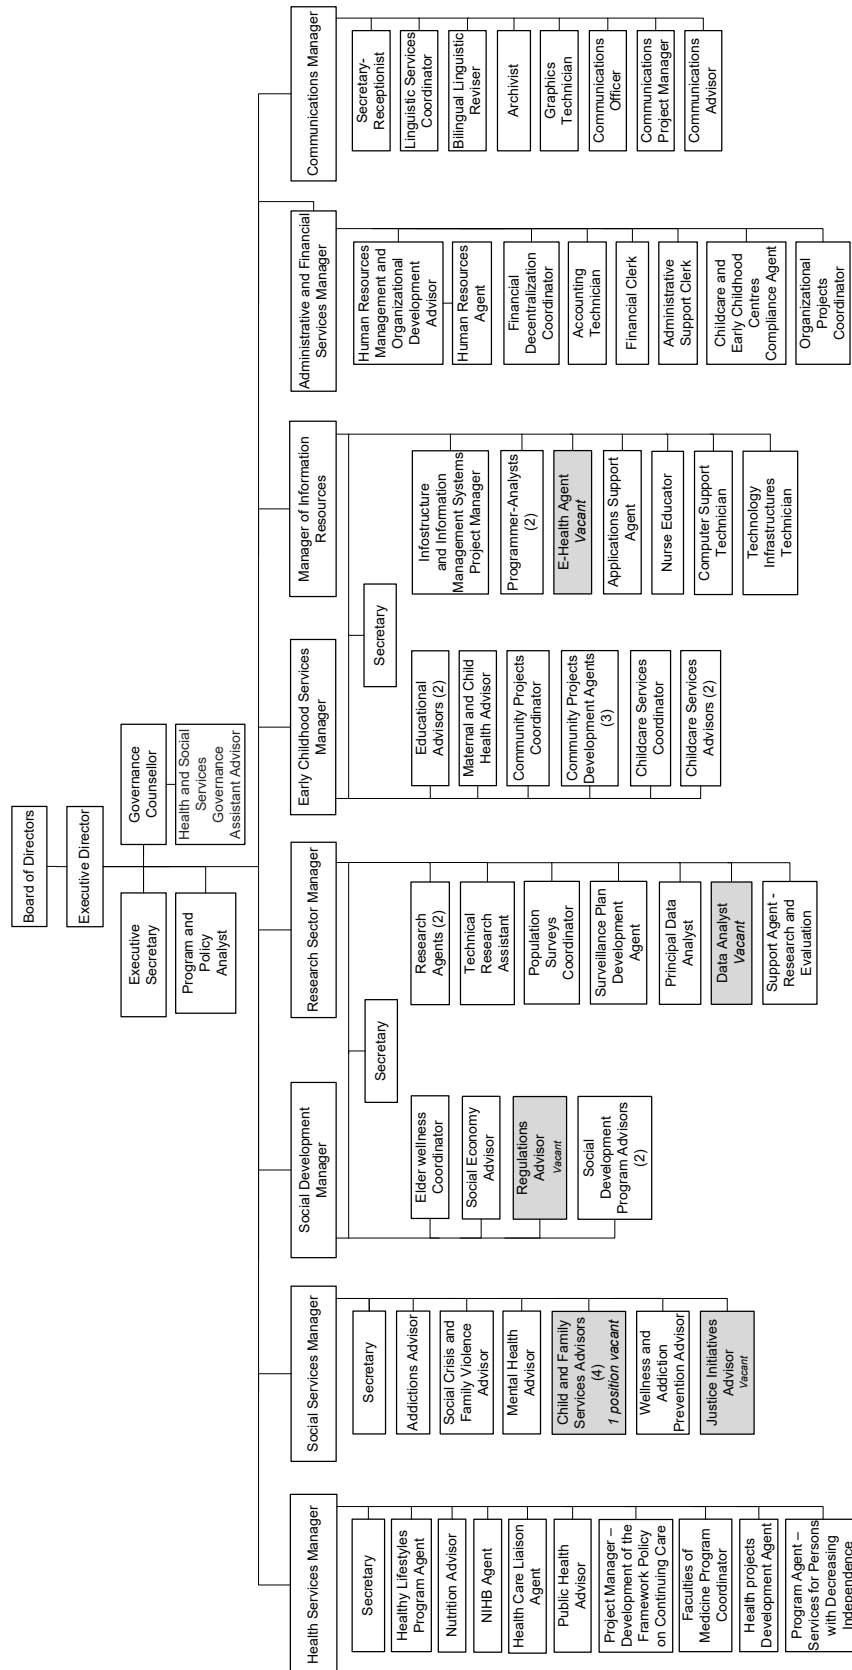 Board of Directors
Executive Director
Executive
Secretary
Governance
Counsellor
Program and
Policy
Analyst
Health and Social
Services
Governance
Assistant Advisor
Health Services Manager
Secretary
Healthy Lifestyles
Program Agent
Nutrition Advisor
NIHB Agent
Health Care Liaison
Agent
Public Health
Advisor
Project Manager –
Development of the
Framework Policy
on Continuing Care
Faculties of
Medicine Program
Coordinator
Health projects
Development Agent
Program Agent –
Services for Persons
with Decreasing
Independence
Social Services Manager
Secretary
Addictions Advisor
Social Crisis and
Family Violence
Advisor
Mental Health
Advisor
Child and Family
Services Advisors
(4)
1 position vacant
Wellness and
Addiction
Prevention Advisor
Justice Initiatives
Advisor
Vacant
Social Development
Manager
Elder wellness
Coordinator
Social Economy
Advisor
Regulations
Advisor
Vacant
Social
Development
Program Advisors
(2)
Secretary
Research Sector Manager
Research
Agents (2)
Technical
Research
Assistant
Population
Surveys
Coordinator
Surveillance Plan
Development
Agent
Principal Data
Analyst
Data Analyst
Vacant
Support Agent -
Research and
Evaluation
Early Childhood Services
Manager
Educational
Advisors (2)
Maternal and Child
Health Advisor
Community Projects
Coordinator
Community Projects
Development Agents
(3)
Childcare Services
Coordinator
Childcare Services
Advisors (2)
Secretary
Manager of Information
Resources
Infostructure
and Information
Management Systems
Project Manager
Programmer-Analysts
(2)
E-Health Agent
Vacant
Applications Support
Agent
Nurse Educator
Computer Support
Technician
Technology
Infrastructures
Technician
Administrative and Financial
Services Manager
Human Resources
Management and
Organizational
Development
Advisor
Human Resources
Agent
Financial
Decentralization
Coordinator
Accounting
Technician
Financial Clerk
Administrative
Support Clerk
Childcare and
Early Childhood
Centres
Compliance Agent
Organizational
Projects
Coordinator
Communications Manager
Secretary-
Receptionist
Linguistic Services
Coordinator
Bilingual Linguistic
Reviser
Archivist
Graphics
Technician
Communications
Officer
Communications
Project Manager
Communications
Advisor